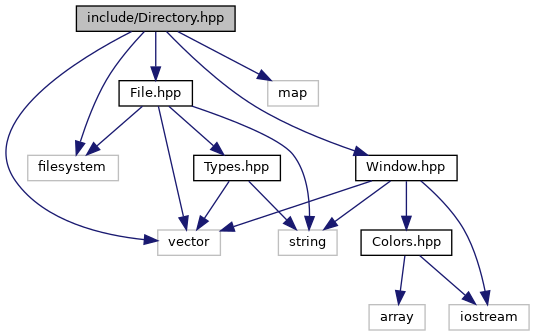 include/Directory.hpp
File.hpp
map
filesystem
Types.hpp
Window.hpp
vector
string
Colors.hpp
array
iostream